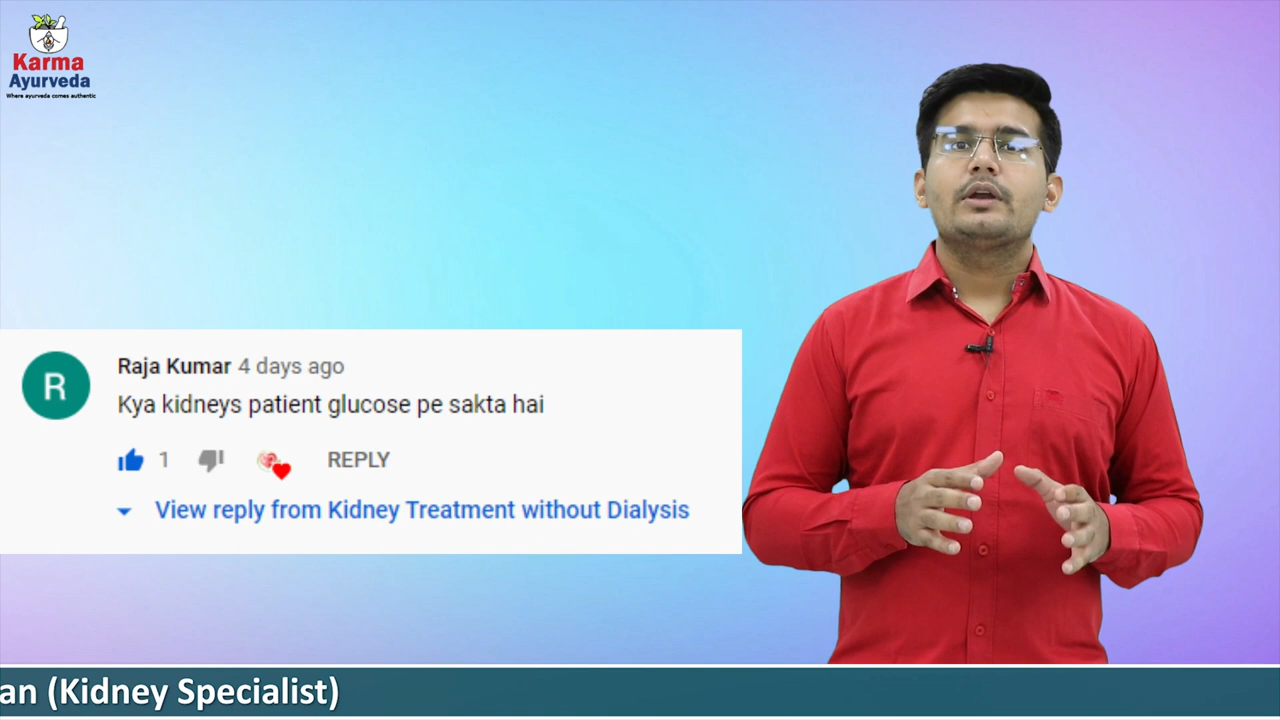 Karma
Ayurveda
Where ayurveda comes authentic
R
Raja Kumar 4 days ago
Kya kidneys patient glucose pe sakta hai
1
REPLY
View reply from Kidney Treatment without Dialysis
an (Kidney Specialist)